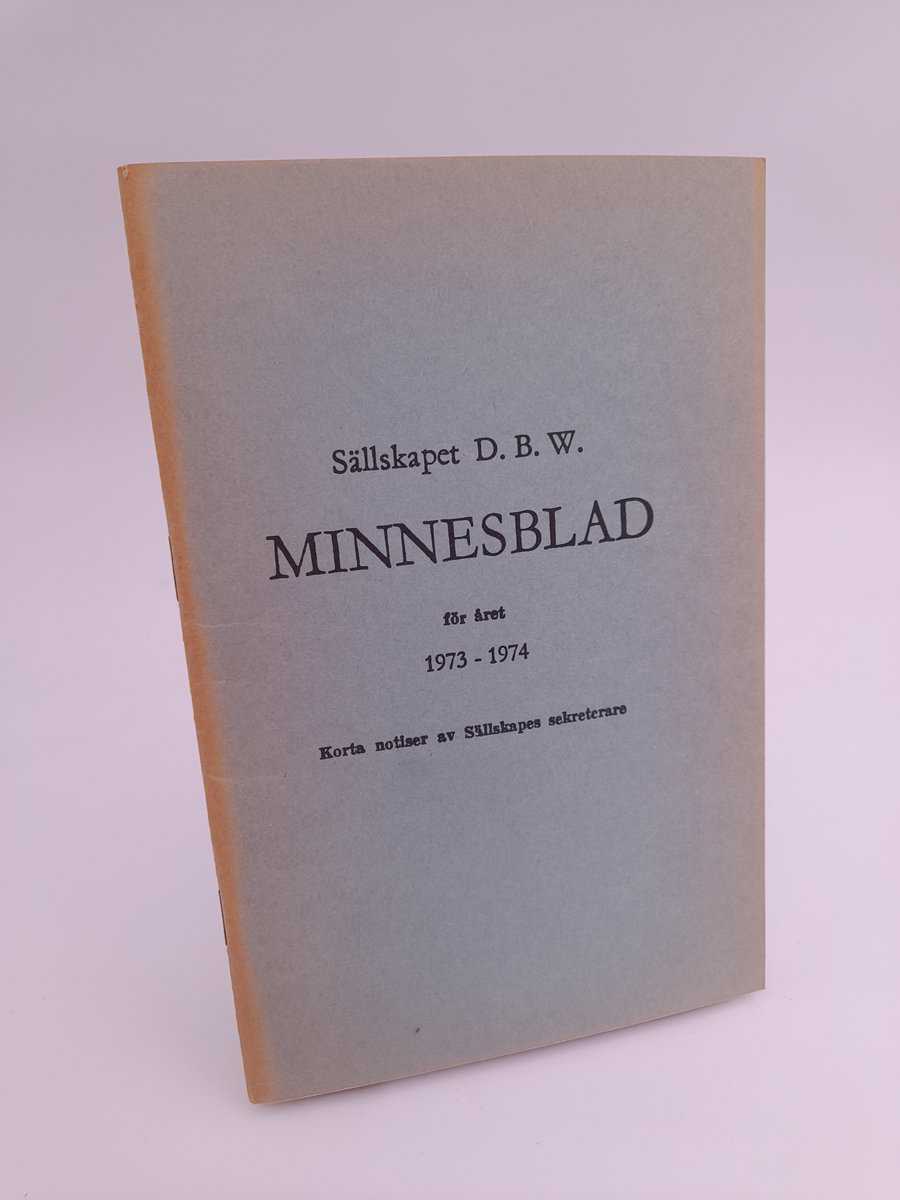 Sällskapet D. B. W.
MINNESBLAD
för året
1973 - 1974
Korta notiser av Sällskapes sekreterare